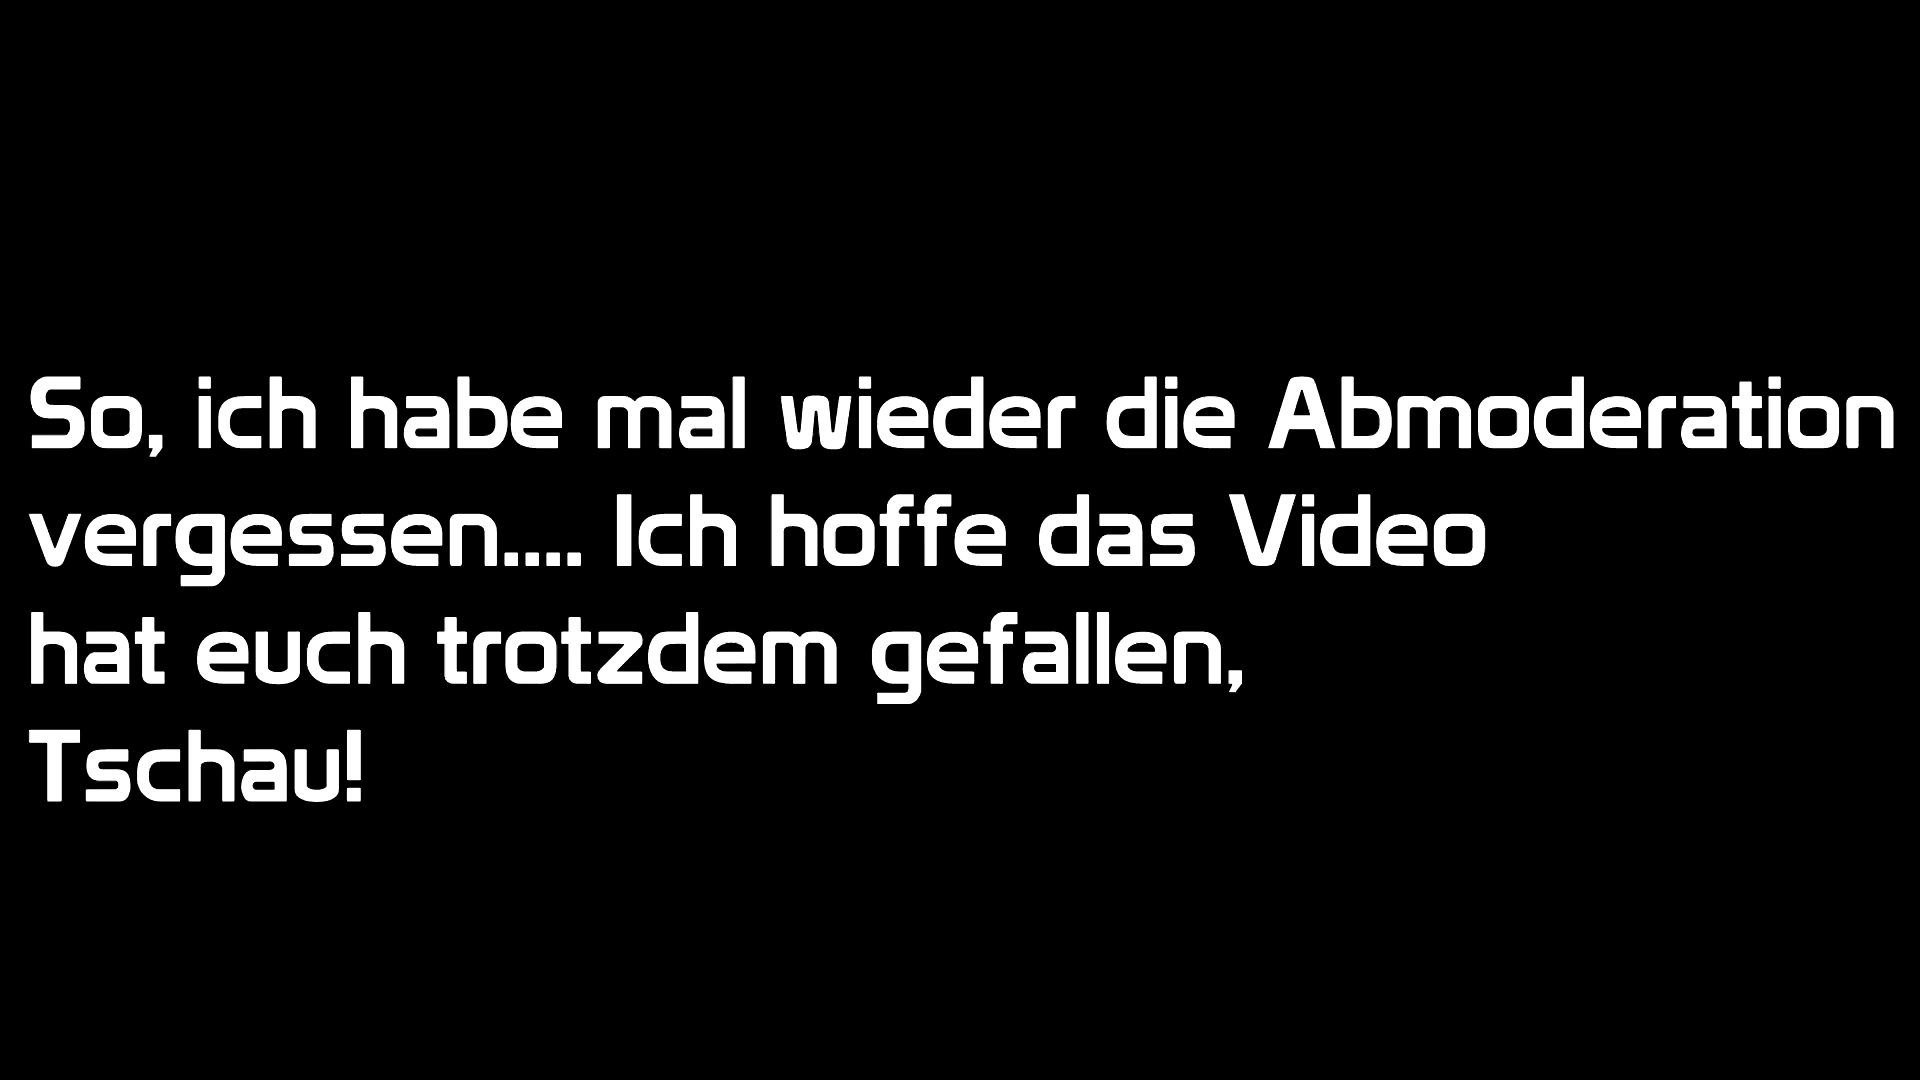 So, ich habe mal wieder die Abmoderation
vergessen.... Ich hoffe das Video
hat euch trotzdem gefallen,
Tschau!